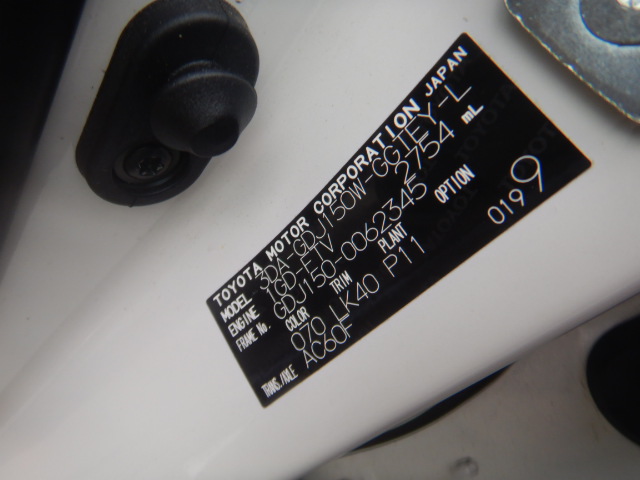 TOYOTA MOTOR CORPORATION JAPAN
MODEL 3DA-GDJ150W-GG1EY-L
ENGINE 1GD-FTV 2754 mL
FRAME No. GDJ150-0062345
COLOR TRIM PLANT OPTION
070 LK40 P11 0199
TRANS./AXLE AC60F